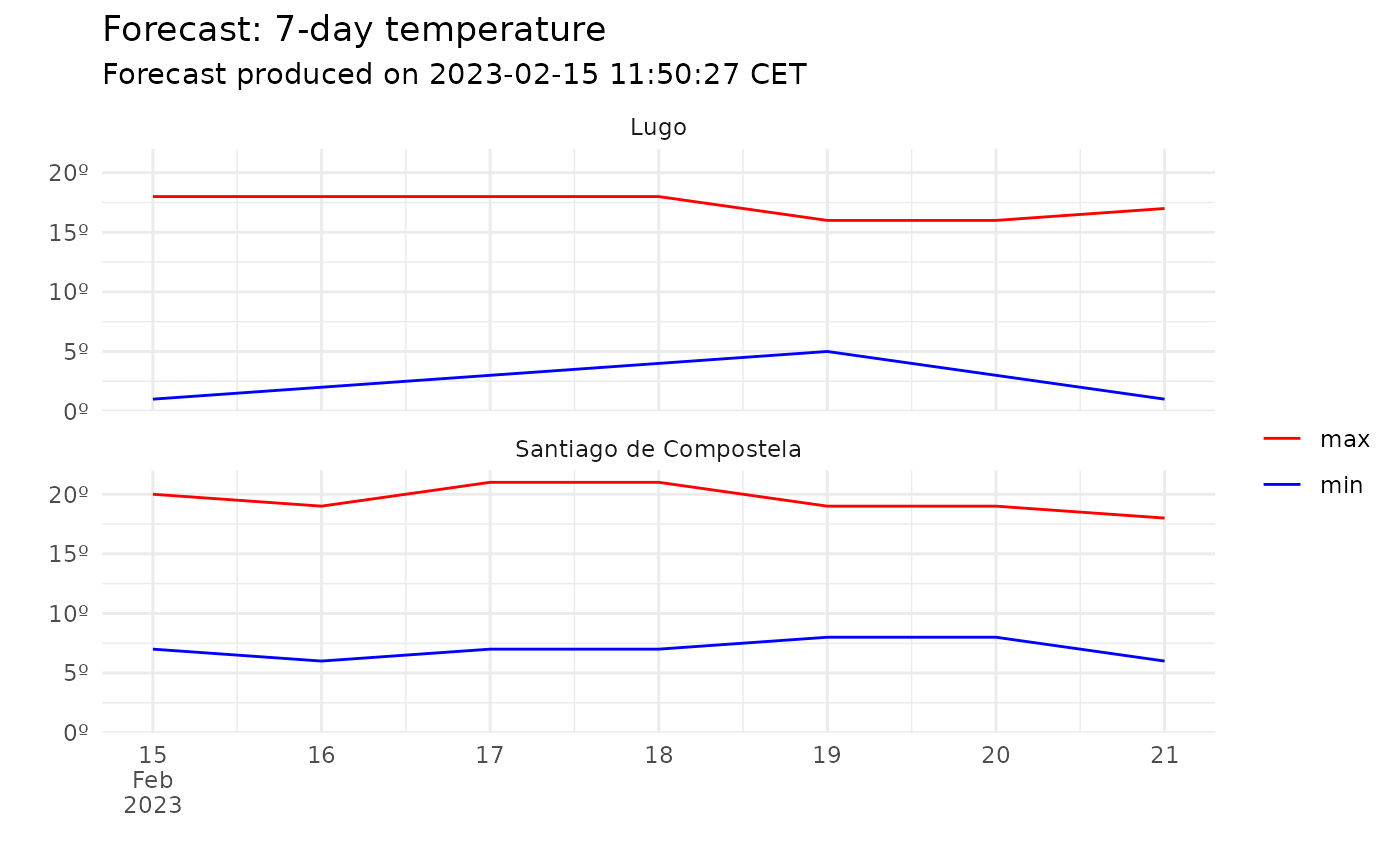 Forecast: 7-day temperature
Forecast produced on 2023-02-15 11:50:27 CET
Lugo
20º
15º
10º
5º
0º
Santiago de Compostela
20º
15º
10º
5º
0º
15 16 17 18 19 20 21
Feb
2023
max
min